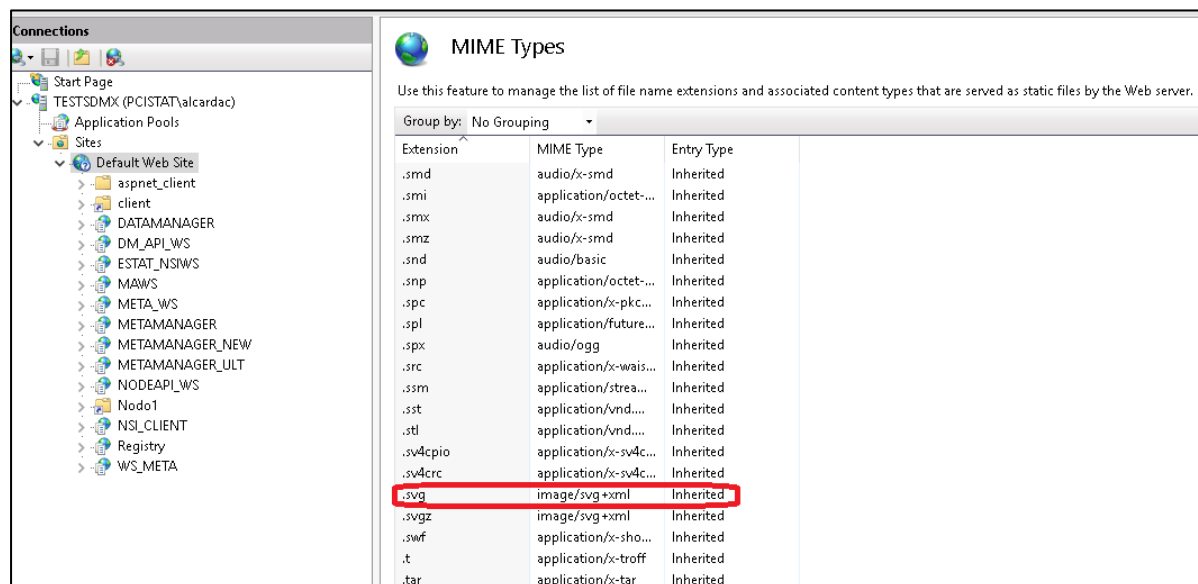 Connections
Start Page
TESTSDMX (PCISTAT\alcardac)
Application Pools
Sites
Default Web Site
aspnet_client
client
DATAMANAGER
DM_API_WS
ESTAT_NSIWS
MAWS
META_WS
METAMANAGER
METAMANAGER_NEW
METAMANAGER_ULT
NODEAPI_WS
Nodo1
NSI_CLIENT
Registry
WS_META
MIME Types
Use this feature to manage the list of file name extensions and associated content types that are served as static files by the Web server.
Group by: No Grouping
Extension MIME Type Entry Type
.smd audio/x-smd Inherited
.smi application/octet-... Inherited
.smx audio/x-smd Inherited
.smz audio/x-smd Inherited
.snd audio/basic Inherited
.snp application/octet-... Inherited
.spc application/x-pkc... Inherited
.spl application/future... Inherited
.spx audio/ogg Inherited
.src application/x-wais... Inherited
.ssm application/strea... Inherited
.sst application/vnd.... Inherited
.stl application/vnd.... Inherited
.sv4cpio application/x-sv4c... Inherited
.sv4crc application/x-sv4c... Inherited
.svg image/svg+xml Inherited
.svgz image/svg+xml Inherited
.swf application/x-sho... Inherited
.t application/x-troff Inherited
.tar application/x-tar Inherited